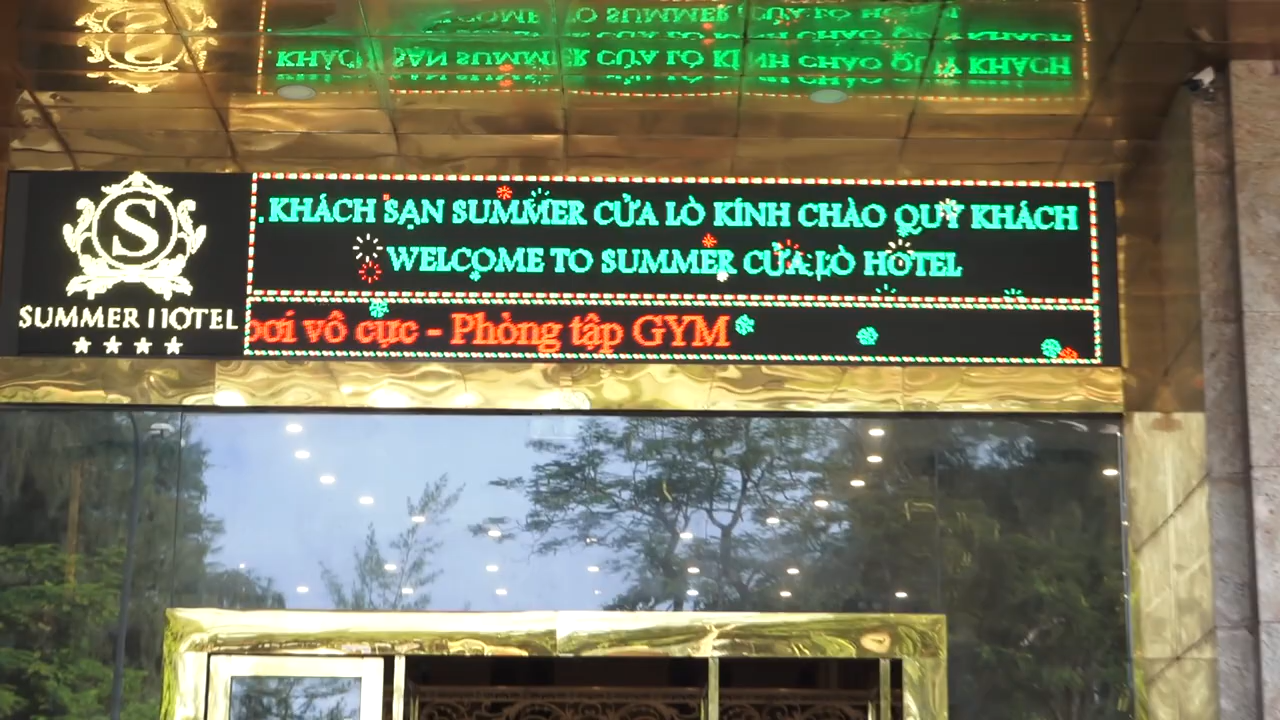 S
SUMMER HOTEL
KHÁCH SẠN SUMMER CỬA LÒ KÍNH CHÀO QUÝ KHÁCH
WELCOME TO SUMMER CỬA LÒ HOTEL
bơi vô cực - Phòng tập GYM